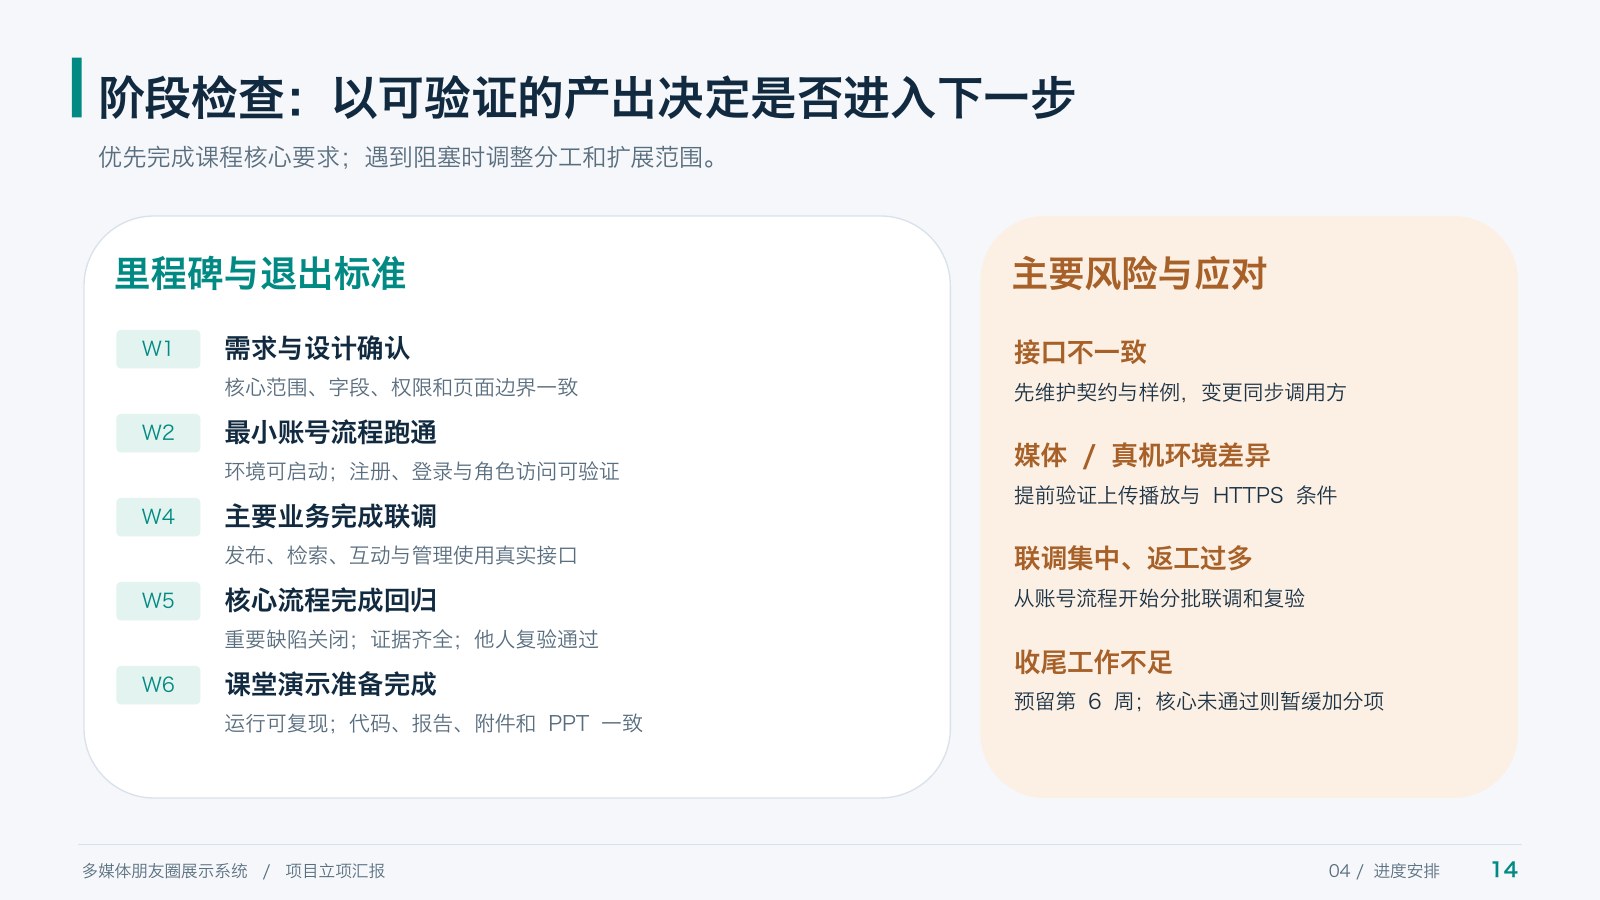 阶段检查：以可验证的产出决定是否进入下一步
优先完成课程核心要求；遇到阻塞时调整分工和扩展范围。
里程碑与退出标准
W1 需求与设计确认
核心范围、字段、权限和页面边界一致
W2 最小账号流程跑通
环境可启动；注册、登录与角色访问可验证
W4 主要业务完成联调
发布、检索、互动与管理使用真实接口
W5 核心流程完成回归
重要缺陷关闭；证据齐全；他人复验通过
W6 课堂演示准备完成
运行可复现；代码、报告、附件和 PPT 一致
主要风险与应对
接口不一致
先维护契约与样例，变更同步调用方
媒体 / 真机环境差异
提前验证上传播放与 HTTPS 条件
联调集中、返工过多
从账号流程开始分批联调和复验
收尾工作不足
预留第 6 周；核心未通过则暂缓加分项
多媒体朋友圈展示系统 / 项目立项汇报
04 / 进度安排 14